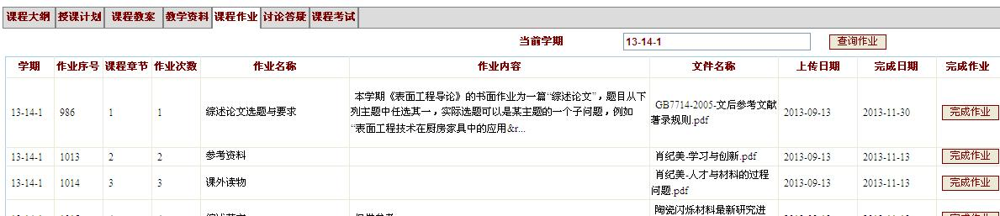 课程大纲 授课计划 课程教案 教学资料 课程作业 讨论答疑 课程考试
当前学期 13-14-1 查询作业
学期 作业序号 课程章节 作业次数 作业名称 作业内容 文件名称 上传日期 完成日期 完成作业
13-14-1 986 1 1 综述论文选题与要求 本学期《表面工程导论》的书面作业为一篇“综述论文”，题目从下
列主题中任选其一，实际选题可以是某主题的一个子问题，例如
“表面工程技术在厨房家具中的应用&r...
GB7714-2005-文后参考文献
著录规则.pdf
2013-09-13 2013-11-30 完成作业
13-14-1 1013 2 2 参考资料 肖纪美-学习与创新.pdf 2013-09-13 2013-11-13 完成作业
13-14-1 1014 3 3 课外读物 肖纪美-人才与材料的过程
问题.pdf
2013-09-13 2013-11-13 完成作业
陶瓷闪烁材料最新研究进